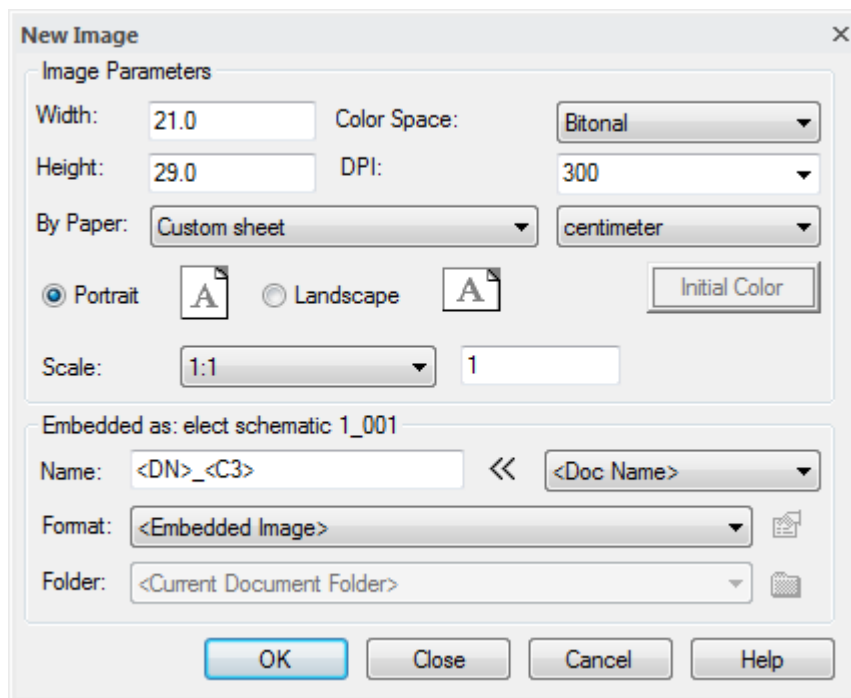 New Image
Image Parameters
Width: 21.0 Color Space: Bitonal
Height: 29.0 DPI: 300
By Paper: Custom sheet centimeter
Portrait A Landscape A Initial Color
Scale: 1:1 1
Embedded as: elect schematic 1_001
Name: <DN>_<C3> << <Doc Name>
Format: <Embedded Image>
Folder: <Current Document Folder>
OK Close Cancel Help